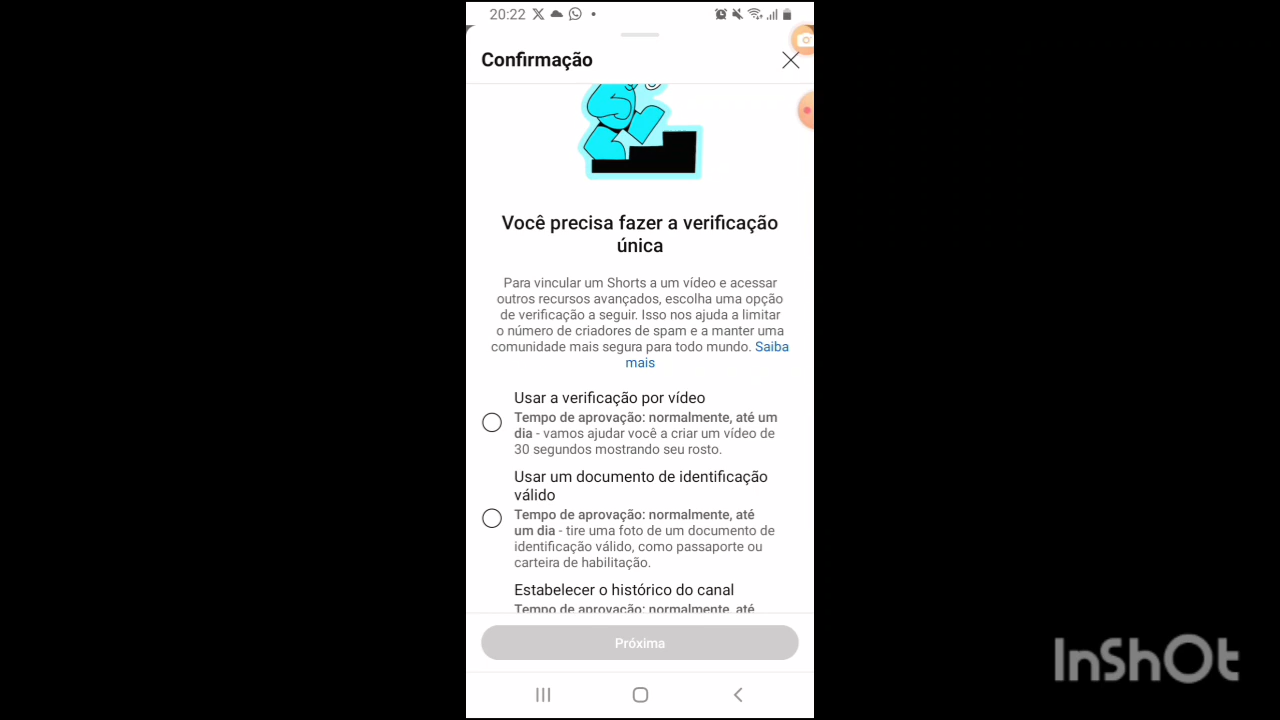 20:22
Confirmação
Você precisa fazer a verificação
única
Para vincular um Shorts a um vídeo e acessar
outros recursos avançados, escolha uma opção
de verificação a seguir. Isso nos ajuda a limitar
o número de criadores de spam e a manter uma
comunidade mais segura para todo mundo. Saiba
mais
Usar a verificação por vídeo
Tempo de aprovação: normalmente, até um
dia - vamos ajudar você a criar um vídeo de
30 segundos mostrando seu rosto.
Usar um documento de identificação
válido
Tempo de aprovação: normalmente, até
um dia - tire uma foto de um documento de
identificação válido, como passaporte ou
carteira de habilitação.
Estabelecer o histórico do canal
Tempo de aprovação: normalmente, até
Próxima
InShOt